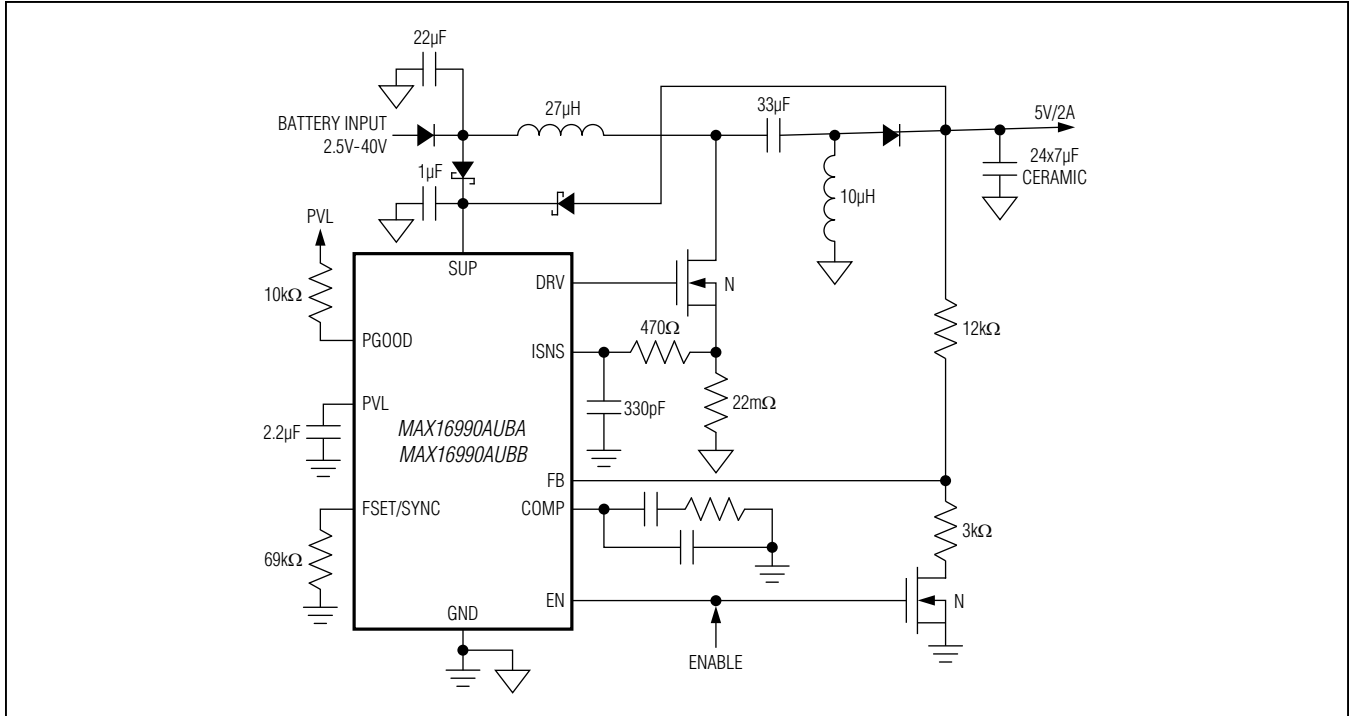 22µF
BATTERY INPUT
2.5V-40V
27µH
33µF
5V/2A
24x7µF
CERAMIC
1µF
10µH
PVL
10kΩ
SUP
DRV
N
12kΩ
PGOOD
ISNS
470Ω
330pF
22mΩ
PVL
2.2µF
MAX16990AUBA
MAX16990AUBB
FB
COMP
FSET/SYNC
69kΩ
3kΩ
EN
N
GND
ENABLE